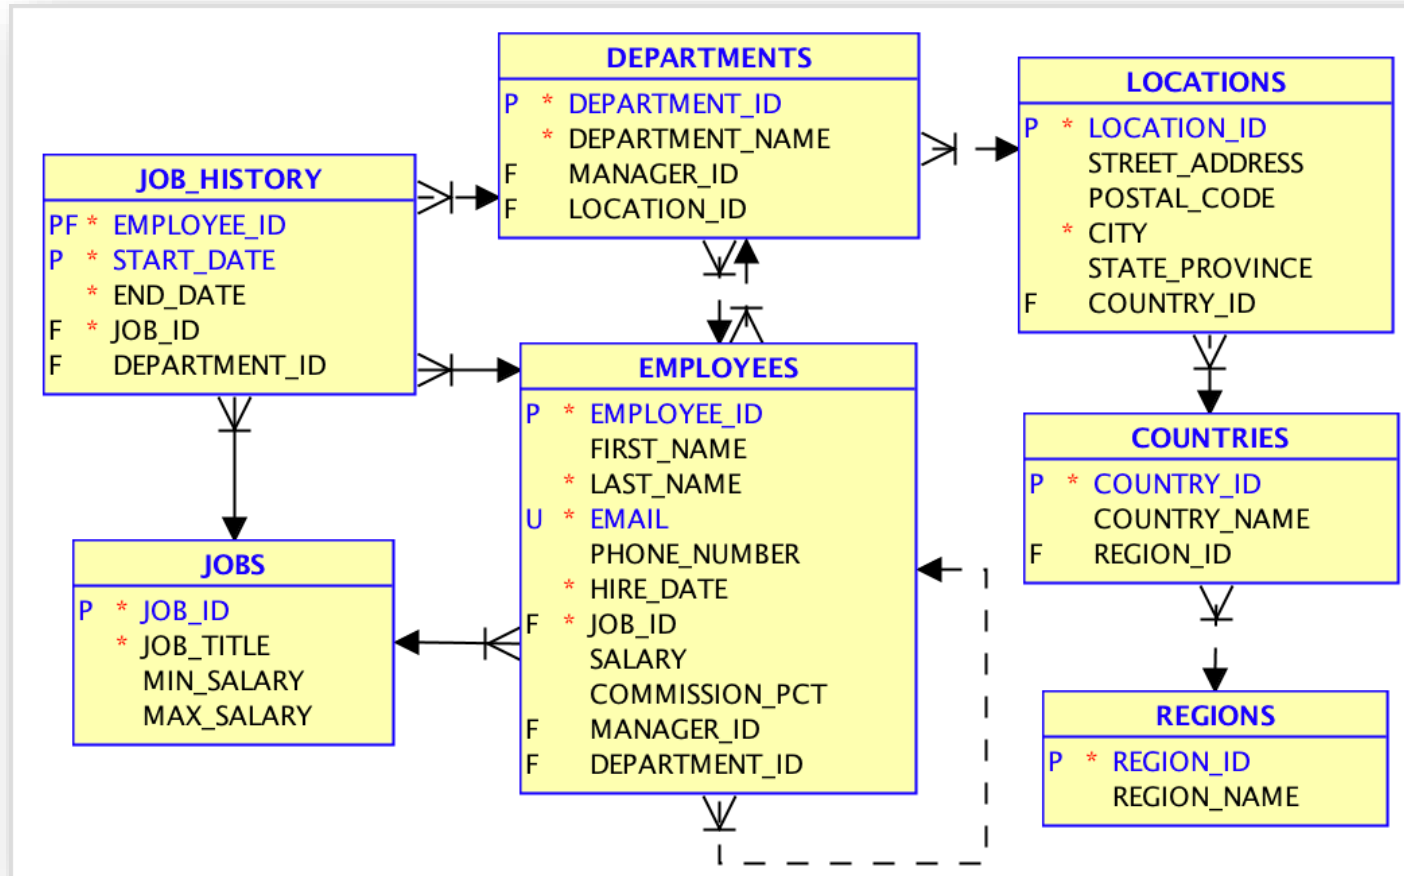 DEPARTMENTS
P * DEPARTMENT_ID
* DEPARTMENT_NAME
F MANAGER_ID
F LOCATION_ID
LOCATIONS
P * LOCATION_ID
STREET_ADDRESS
POSTAL_CODE
* CITY
STATE_PROVINCE
F COUNTRY_ID
JOB_HISTORY
PF * EMPLOYEE_ID
P * START_DATE
* END_DATE
F * JOB_ID
F DEPARTMENT_ID
EMPLOYEES
P * EMPLOYEE_ID
FIRST_NAME
* LAST_NAME
U * EMAIL
PHONE_NUMBER
* HIRE_DATE
F * JOB_ID
SALARY
COMMISSION_PCT
F MANAGER_ID
F DEPARTMENT_ID
COUNTRIES
P * COUNTRY_ID
COUNTRY_NAME
F REGION_ID
JOBS
P * JOB_ID
* JOB_TITLE
MIN_SALARY
MAX_SALARY
REGIONS
P * REGION_ID
REGION_NAME